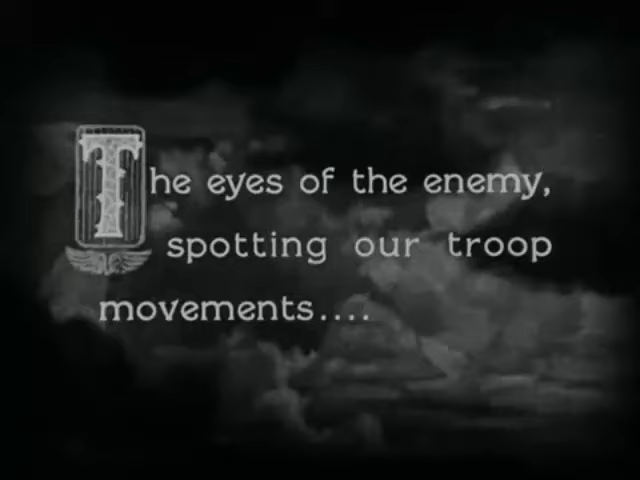 The eyes of the enemy,
spotting our troop
movements....